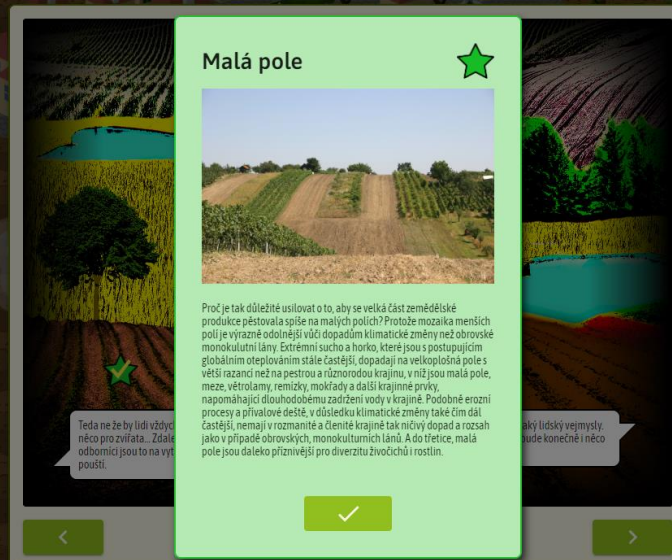 Malá pole
Proč je tak důležité usilovat o to, aby se velká část zemědělské
produkce pěstovala spíše na malých polích? Protože mozaika menších
polí je výrazně odolnější vůči dopadům klimatické změny než obrovské
monokulutní lány. Extrémní sucho a horko, které jsou s postupujícím
globálním oteplováním stále častější, dopadají na velkoplošná pole s
větší razancí než na pestrou a různorodou krajinu, v níž jsou malá pole,
meze, větrolamy, remízky, mokřady a další krajinné prvky,
napomáhající dlouhodobému zadržení vody v krajině. Podobně erozní
procesy a přívalové deště, v důsledku klimatické změny také čím dál
častější, nemají v rozmanité a členité krajině tak ničivý dopad a rozsah
jako v případě obrovských, monokulturních lánů. A do třetice, malá
pole jsou daleko příznivější pro diverzitu živočichů i rostlin.
Teda ne že by lidi vždyc
něco pro zvířata... Zdale
odborníci jsou to na vyt
pouští.
aký lidský vejmysly.
bude konečně i něco